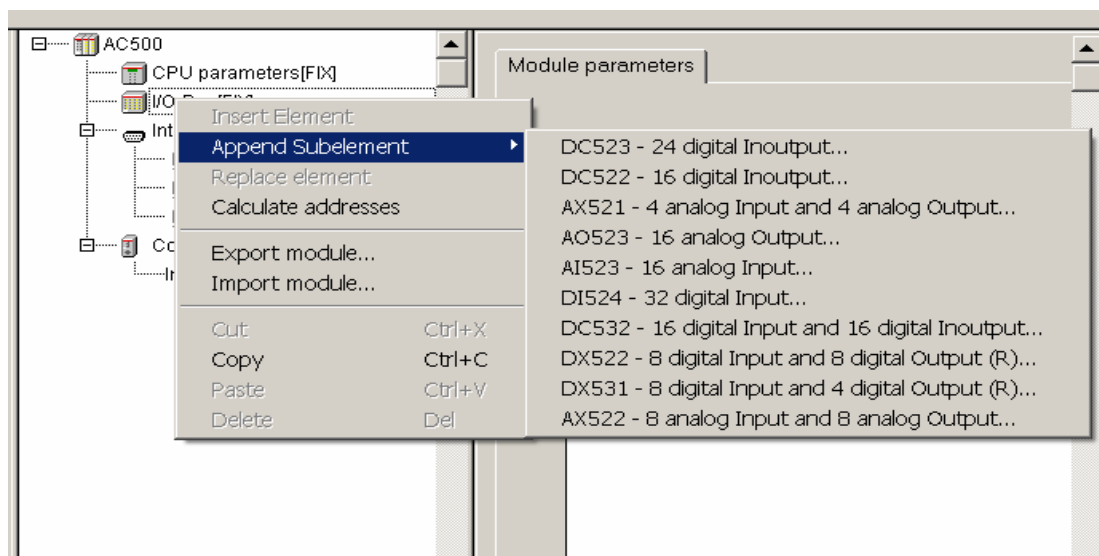 AC500
CPU parameters[FIX]
Module parameters
Insert Element
Append Subelement
Replace element
Calculate addresses
Export module...
Import module...
Cut Ctrl+X
Copy Ctrl+C
Paste Ctrl+V
Delete Del
DC523 - 24 digital Inoutput...
DC522 - 16 digital Inoutput...
AX521 - 4 analog Input and 4 analog Output...
AO523 - 16 analog Output...
AI523 - 16 analog Input...
DI524 - 32 digital Input...
DC532 - 16 digital Input and 16 digital Inoutput...
DX522 - 8 digital Input and 8 digital Output (R)...
DX531 - 8 digital Input and 4 digital Output (R)...
AX522 - 8 analog Input and 8 analog Output...